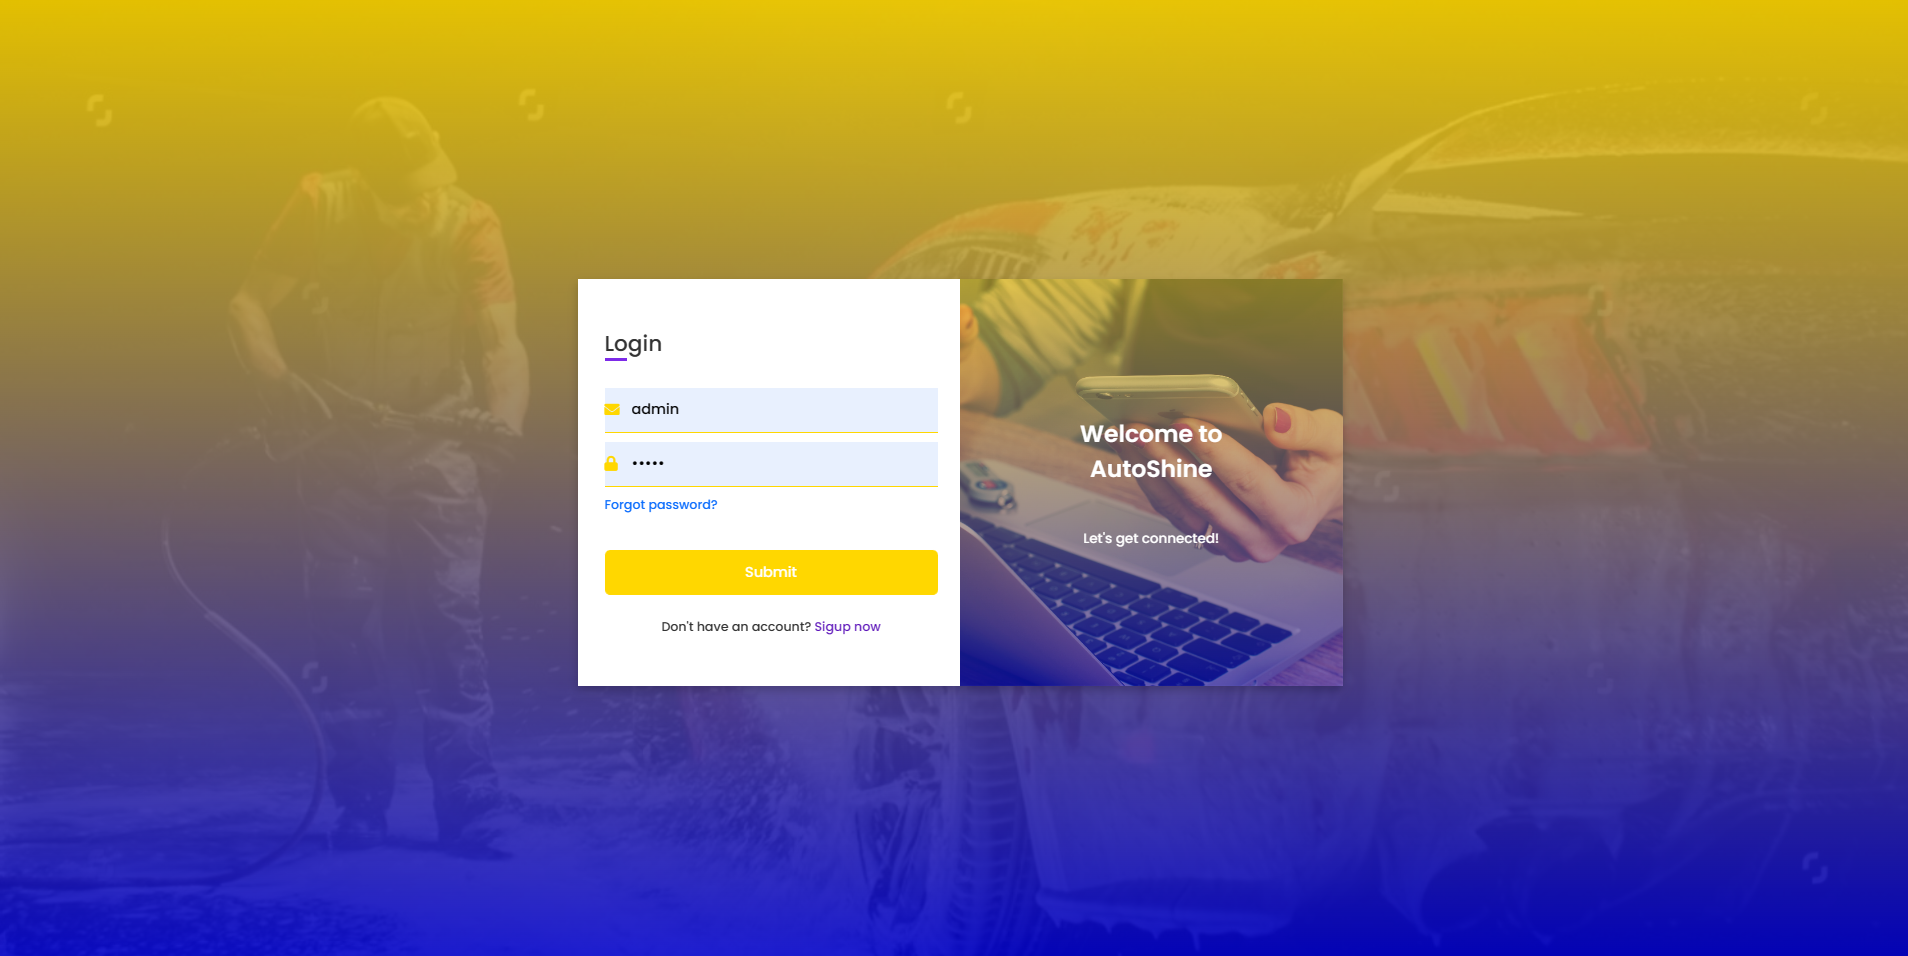 Login
admin
•••••
Forgot password?
Submit
Don't have an account? Sigup now
Welcome to
AutoShine
Let's get connected!